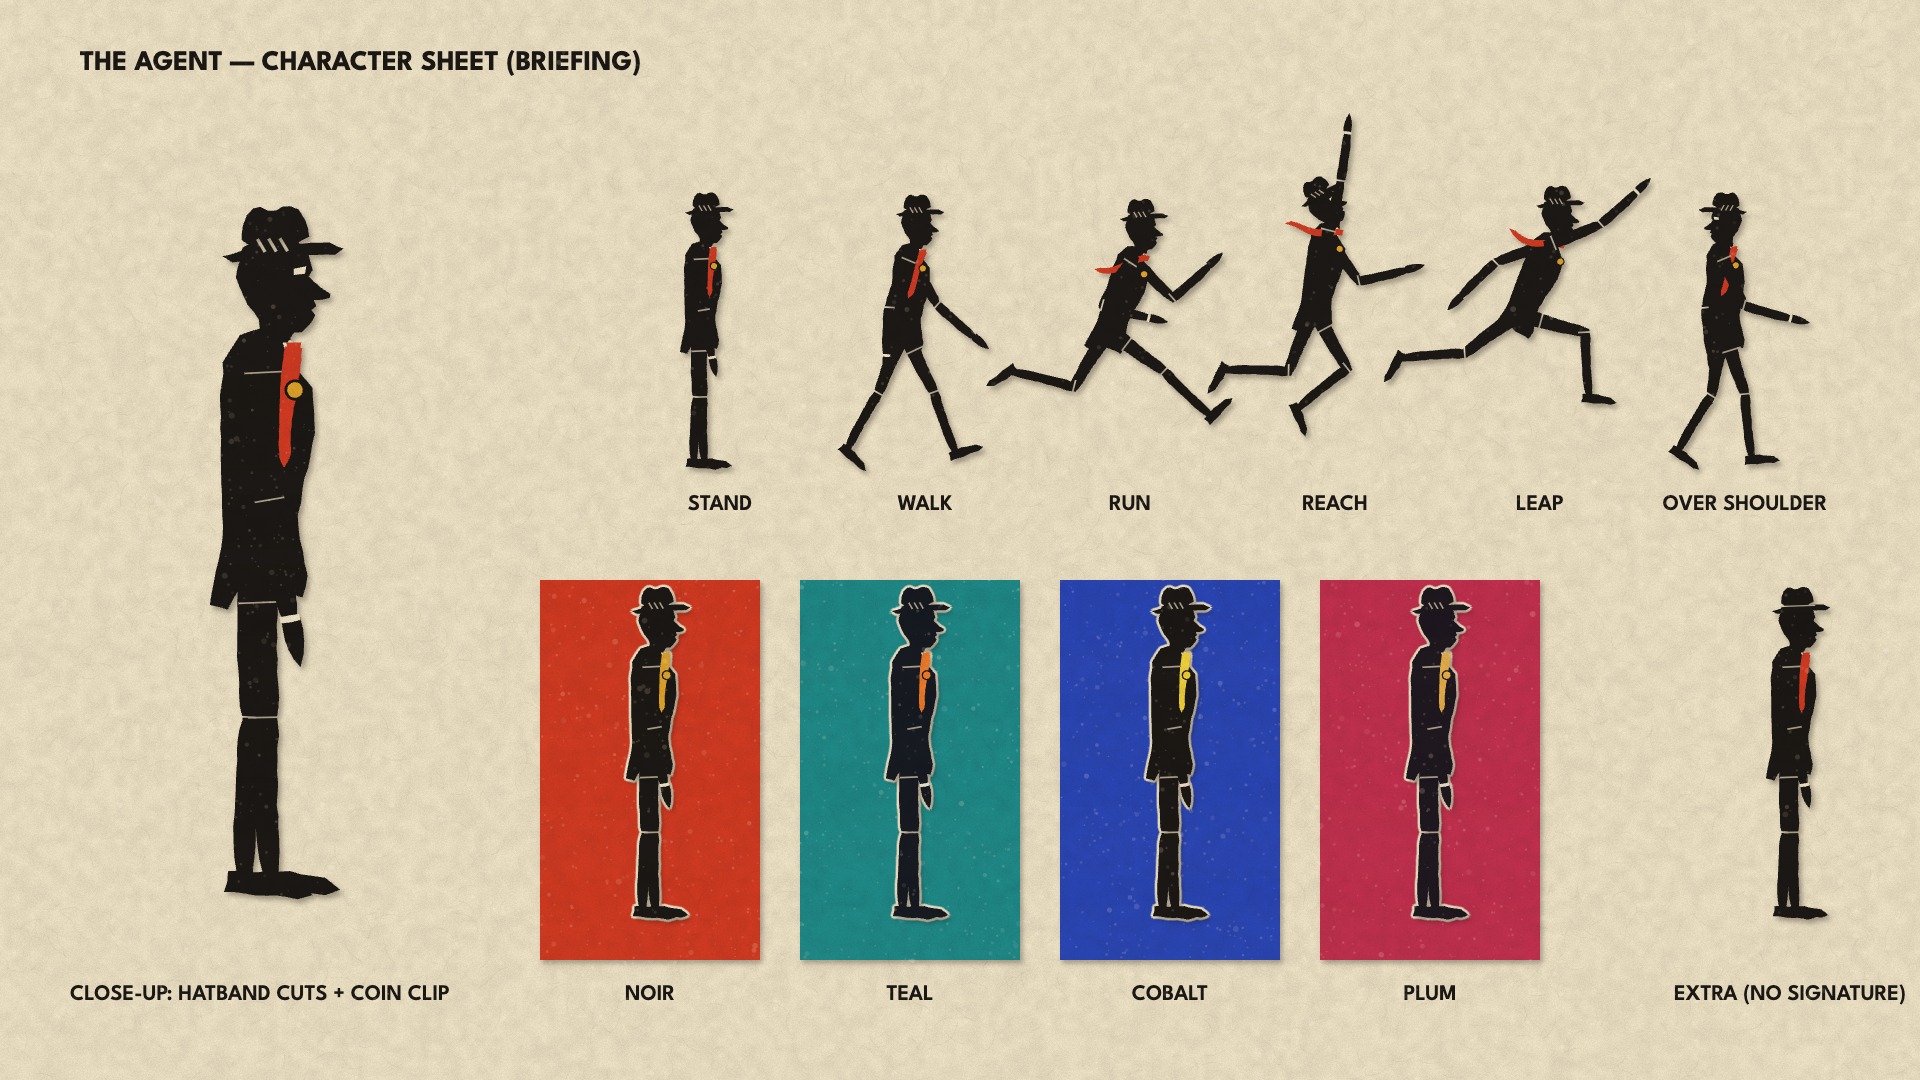 THE AGENT — CHARACTER SHEET (BRIEFING)
STAND
WALK
RUN
REACH
LEAP
OVER SHOULDER
CLOSE-UP: HATBAND CUTS + COIN CLIP
NOIR
TEAL
COBALT
PLUM
EXTRA (NO SIGNATURE)